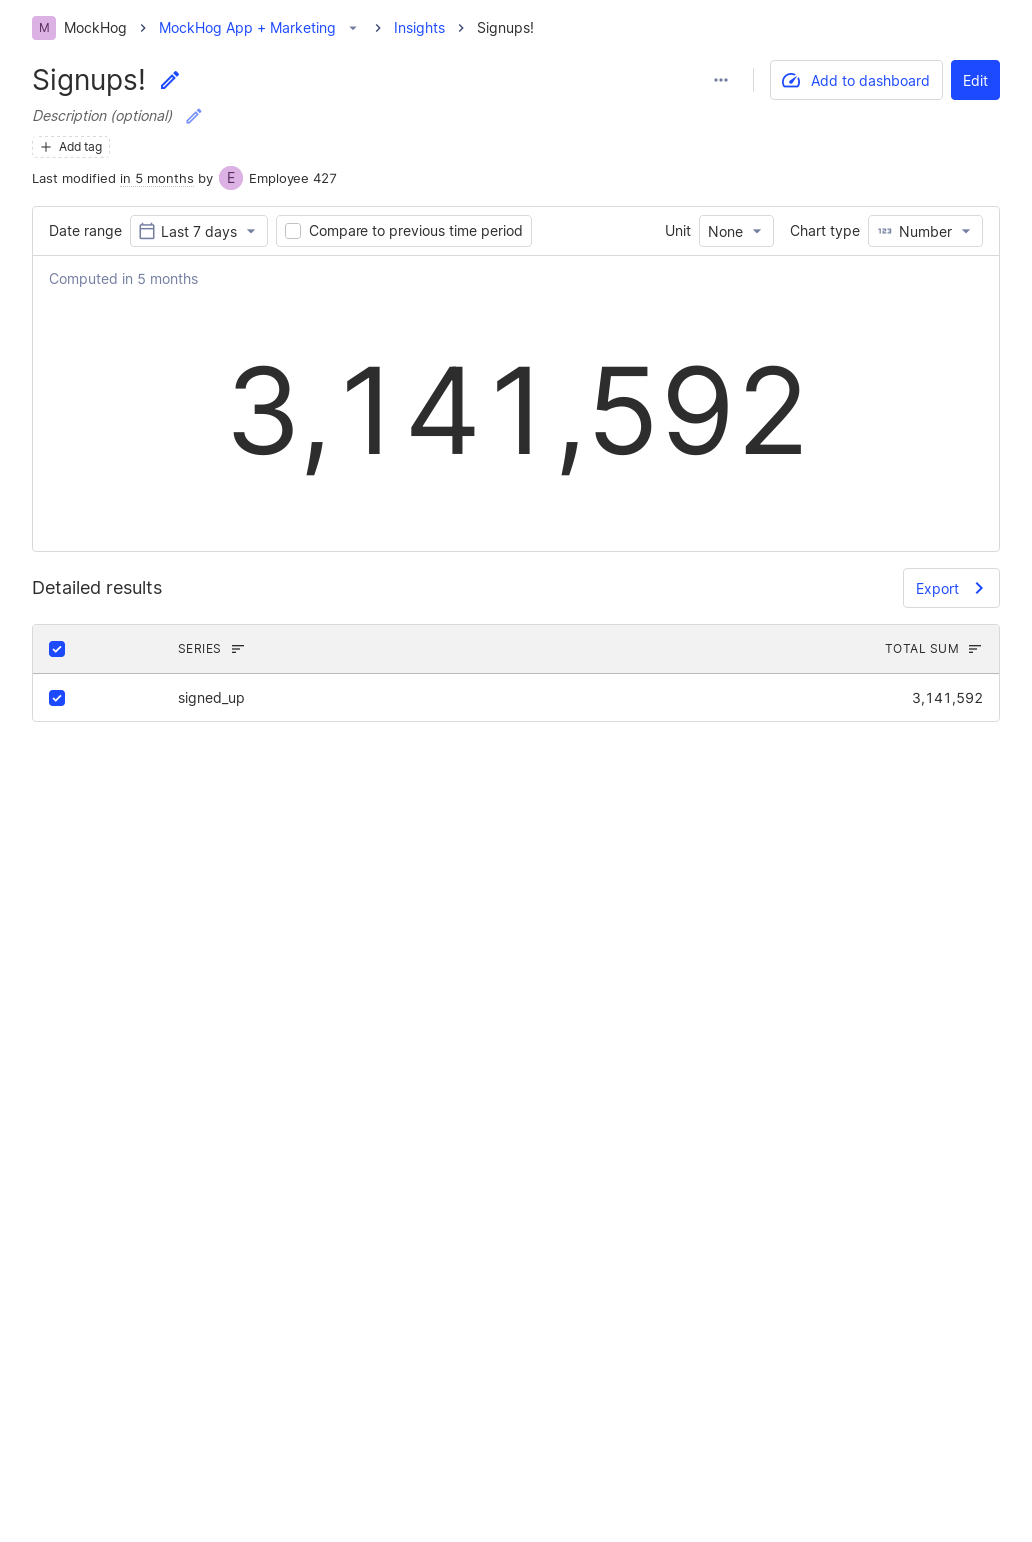 M MockHog > MockHog App + Marketing > Insights > Signups!
Signups!
Add to dashboard Edit
Description (optional)
+ Add tag
Last modified in 5 months by E Employee 427
Date range Last 7 days Compare to previous time period Unit None Chart type 123 Number
Computed in 5 months
3,141,592
Detailed results Export
SERIES TOTAL SUM
signed_up 3,141,592